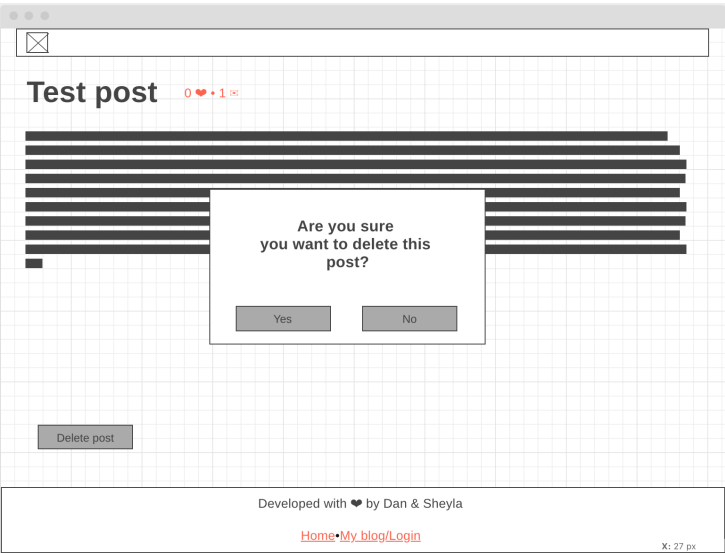 Test post 0 ❤ • 1 ✉
Are you sure
you want to delete this
post?
Yes No
Delete post
Developed with ❤ by Dan & Sheyla
Home•My blog/Login
X: 27 px